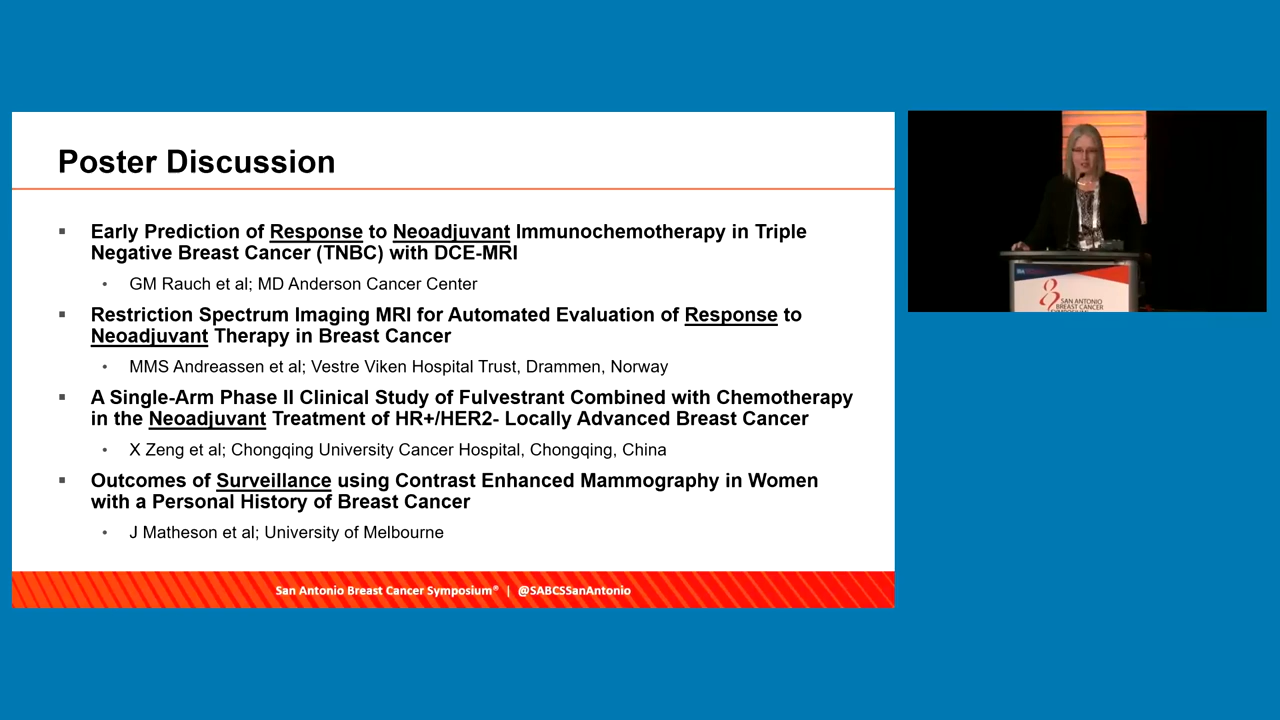 Poster Discussion
▪ Early Prediction of Response to Neoadjuvant Immunochemotherapy in Triple
Negative Breast Cancer (TNBC) with DCE-MRI
• GM Rauch et al; MD Anderson Cancer Center
▪ Restriction Spectrum Imaging MRI for Automated Evaluation of Response to
Neoadjuvant Therapy in Breast Cancer
• MMS Andreassen et al; Vestre Viken Hospital Trust, Drammen, Norway
▪ A Single-Arm Phase II Clinical Study of Fulvestrant Combined with Chemotherapy
in the Neoadjuvant Treatment of HR+/HER2- Locally Advanced Breast Cancer
• X Zeng et al; Chongqing University Cancer Hospital, Chongqing, China
▪ Outcomes of Surveillance using Contrast Enhanced Mammography in Women
with a Personal History of Breast Cancer
• J Matheson et al; University of Melbourne
San Antonio Breast Cancer Symposium® | @SABCSSanAntonio
SAN ANTONIO
BREAST CANCER
SYMPOSIUM